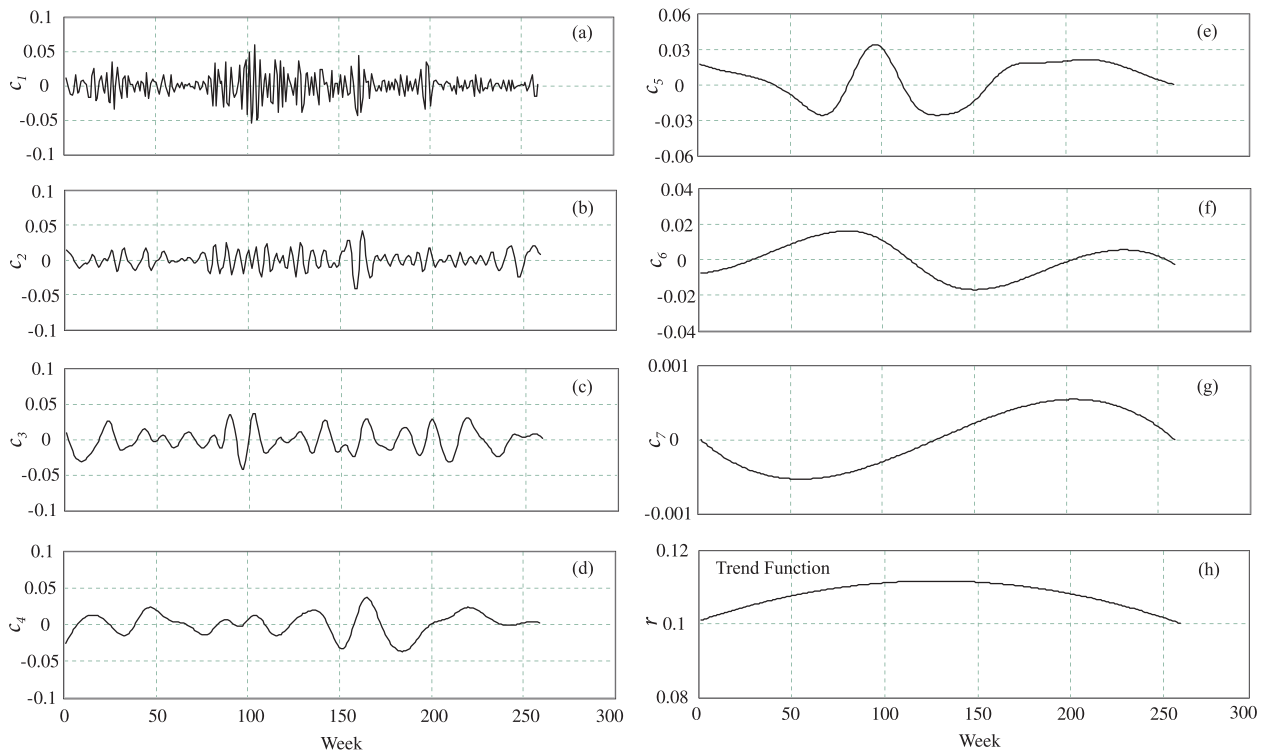 0.1
(a)
0.05
c1
0
-0.05
-0.1
0.1
(b)
0.05
c2
0
-0.05
-0.1
0.1
(c)
0.05
c3
0
-0.05
-0.1
0.1
(d)
0.05
c4
0
-0.05
-0.1
0 50 100 150 200 250 300
Week
0.06
(e)
0.03
c5
0
-0.03
-0.06
0.04
(f)
0.02
c6
0
-0.02
-0.04
0.001
(g)
c7
0
-0.001
0.12
Trend Function
(h)
r
0.1
0.08
0 50 100 150 200 250 300
Week